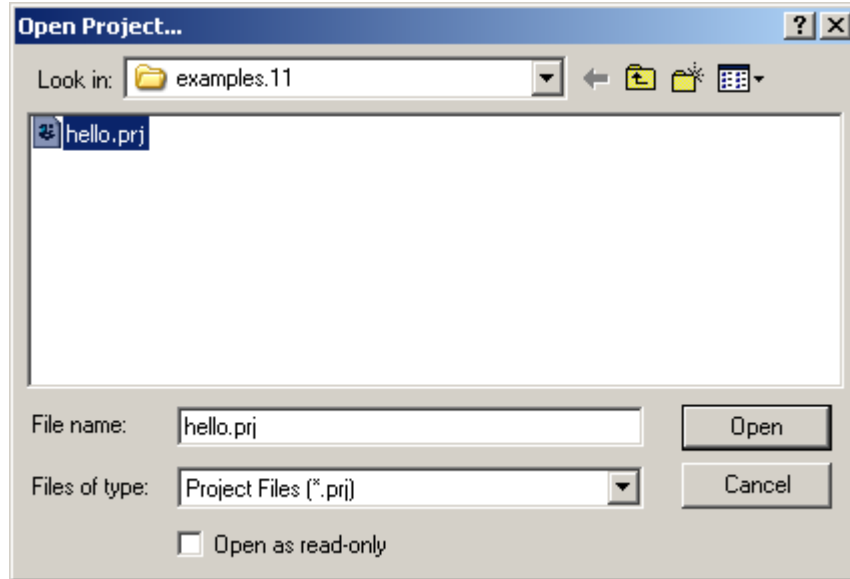 Open Project...
Look in: examples.11
hello.prj
File name: hello.prj Open
Files of type: Project Files (*.prj) Cancel
Open as read-only